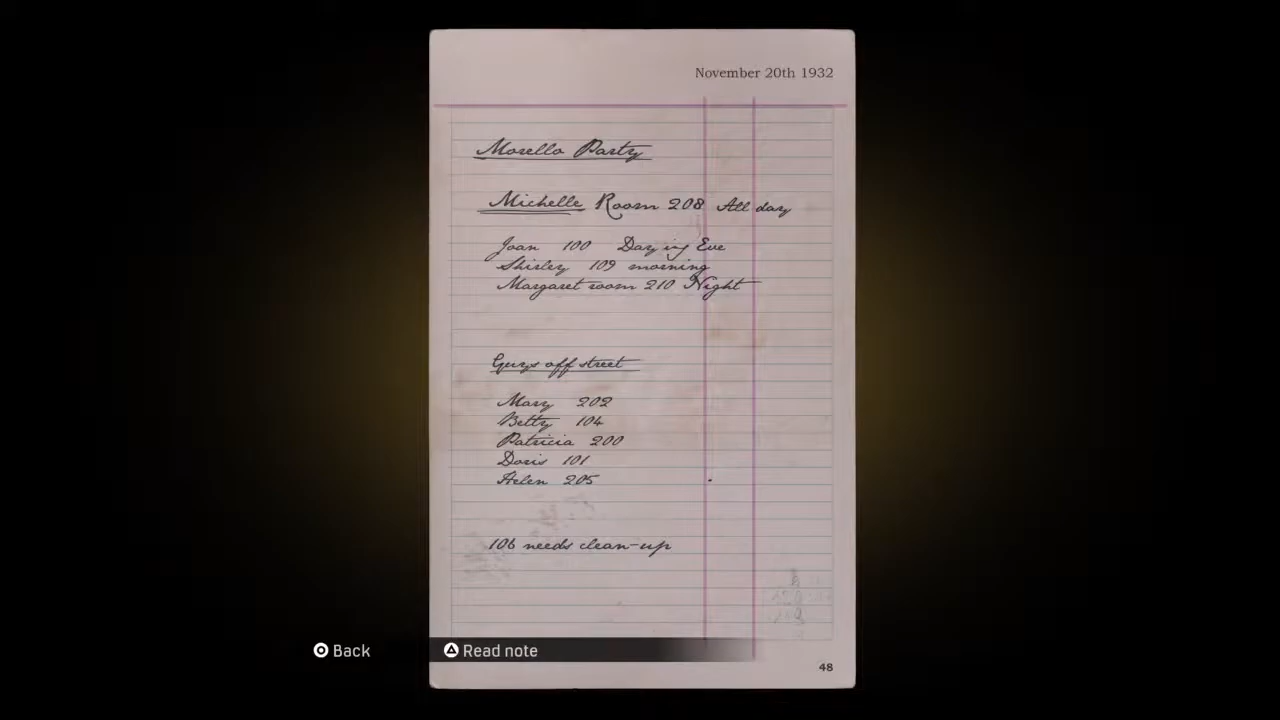 November 20th 1932
Morello Party
Michelle Room 208 All day
Joan 100 Day ing Eve
Shirley 109 morning
Margaret room 210 Night
Guys off street
Mary 202
Betty 104
Patricia 200
Doris 101
Helen 205
106 needs clean-up
Back
Read note
48